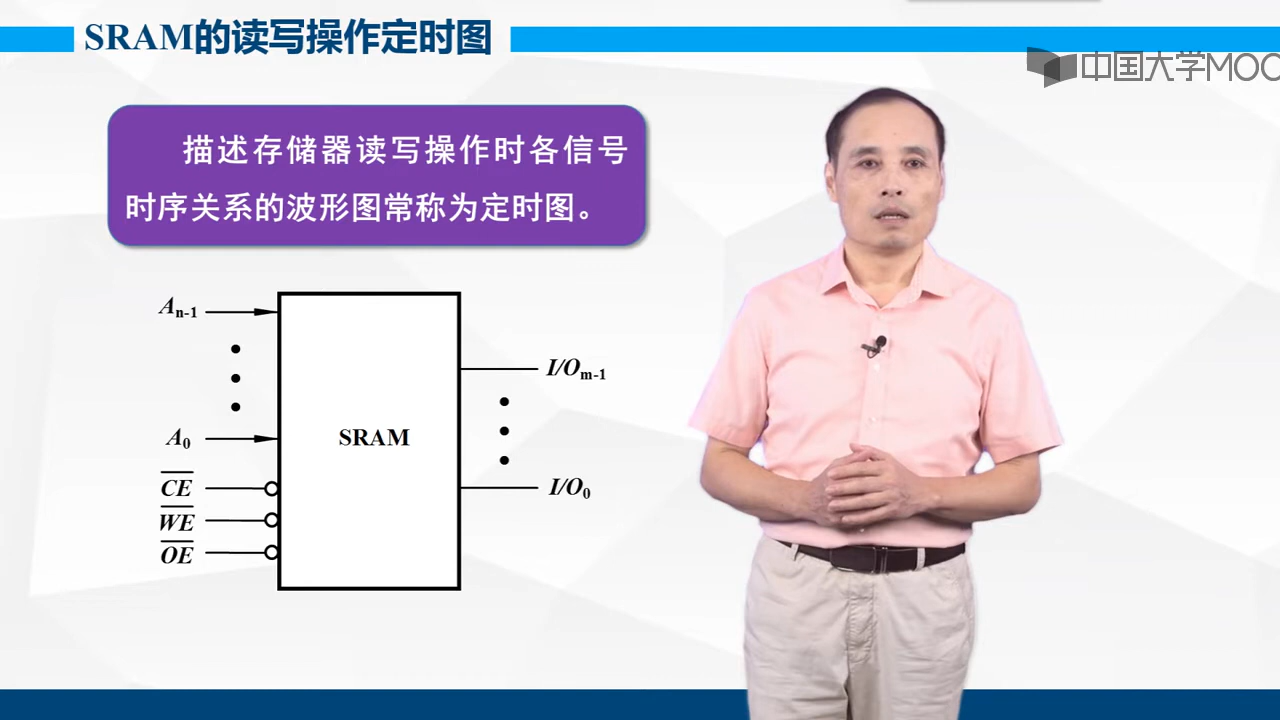 SRAM的读写操作定时图
中国大学MOO
描述存储器读写操作时各信号
时序关系的波形图常称为定时图。
An-1
A0
CE
WE
OE
SRAM
I/Om-1
I/O0